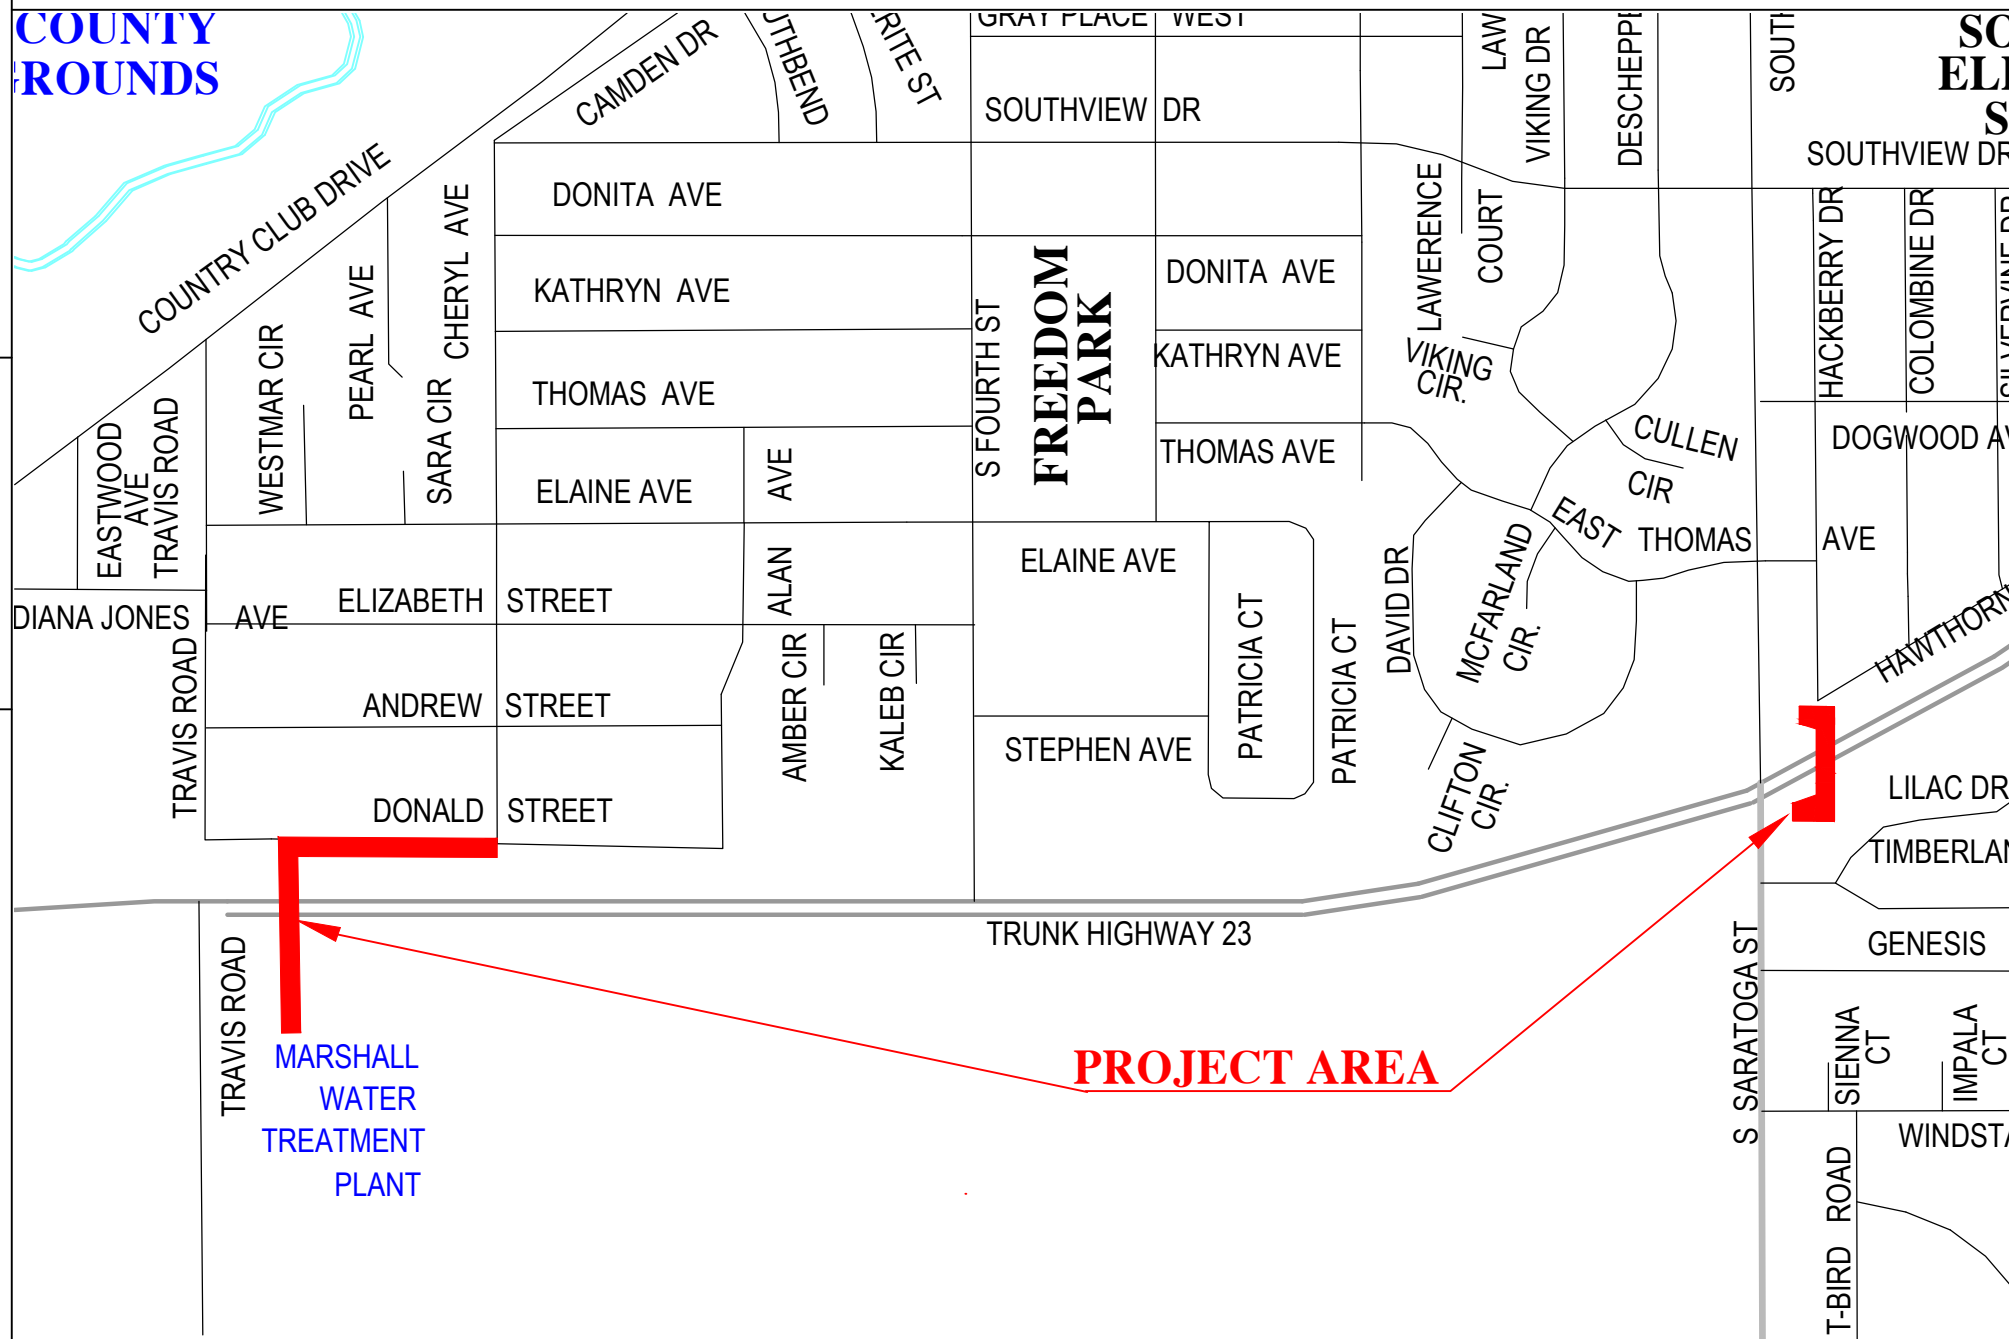 COUNTY
GROUNDS
CAMDEN DR
GRAY PLACE WEST
VIKING DR
SOUTHVIEW DR
SOUTHVIEW DR
COUNTRY CLUB DRIVE
DONITA AVE
CHERYL AVE
KATHRYN AVE
PEARL AVE
WESTMAR CIR
SARA CIR
THOMAS AVE
S FOURTH ST
FREEDOM
PARK
DONITA AVE
KATHRYN AVE
THOMAS AVE
LAWERENCE
COURT
VIKING
CIR.
HACKBERRY DR
COLOMBINE DR
CULLEN
CIR
EASTWOOD
AVE
TRAVIS ROAD
ELAINE AVE
ALAN AVE
ELAINE AVE
EAST THOMAS AVE
DOGWOOD
DIANA JONES AVE
ELIZABETH STREET
DAVID DR
MCFARLAND
CIR.
PATRICIA CT
PATRICIA CT
TRAVIS ROAD
ANDREW STREET
AMBER CIR
KALEB CIR
STEPHEN AVE
CLIFTON
CIR.
DONALD STREET
LILAC DR
TRUNK HIGHWAY 23
TRAVIS ROAD
S SARATOGA ST
GENESIS
SIENNA
CT
IMPALA
CT
MARSHALL
WATER
TREATMENT
PLANT
PROJECT AREA
T-BIRD ROAD